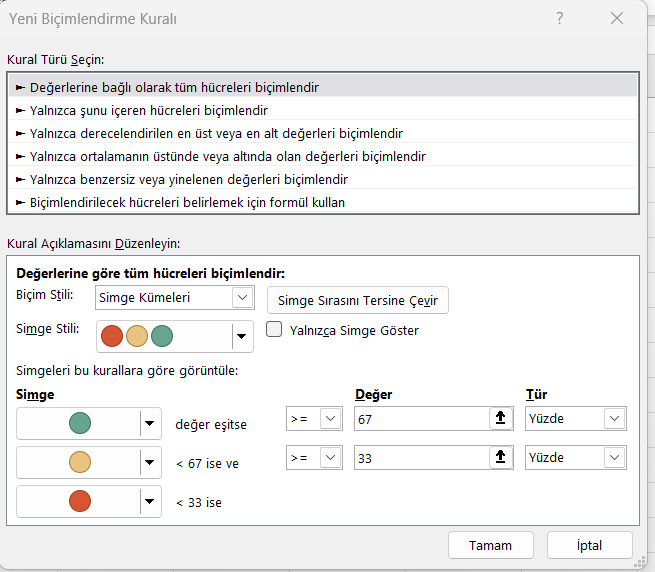 Yeni Biçimlendirme Kuralı ?
Kural Türü Seçin:
► Değerlerine bağlı olarak tüm hücreleri biçimlendir
► Yalnızca şunu içeren hücreleri biçimlendir
► Yalnızca derecelendirilen en üst veya en alt değerleri biçimlendir
► Yalnızca ortalamanın üstünde veya altında olan değerleri biçimlendir
► Yalnızca benzersiz veya yinelenen değerleri biçimlendir
► Biçimlendirilecek hücreleri belirlemek için formül kullan
Kural Açıklamasını Düzenleyin:
Değerlerine göre tüm hücreleri biçimlendir:
Biçim Stili: Simge Kümeleri Simge Sırasını Tersine Çevir
Simge Stili: Yalnızca Simge Göster
Simgeleri bu kurallara göre görüntüle:
Simge Değer Tür
değer eşitse >= 67 Yüzde
< 67 ise ve >= 33 Yüzde
< 33 ise
Tamam İptal